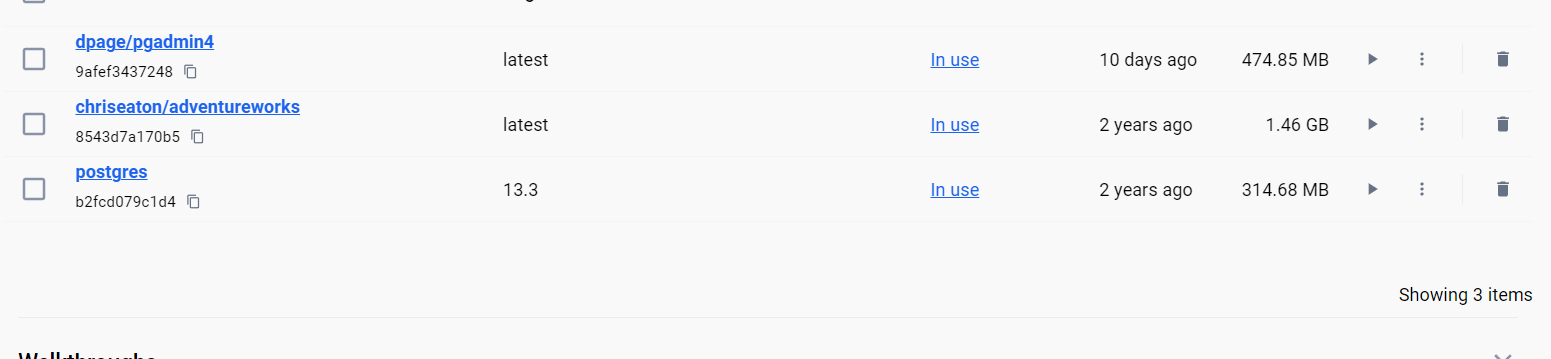 dpage/pgadmin4
9afef3437248
latest
In use
10 days ago
474.85 MB
chriseaton/adventureworks
8543d7a170b5
latest
In use
2 years ago
1.46 GB
postgres
b2fcd079c1d4
13.3
In use
2 years ago
314.68 MB
Showing 3 items